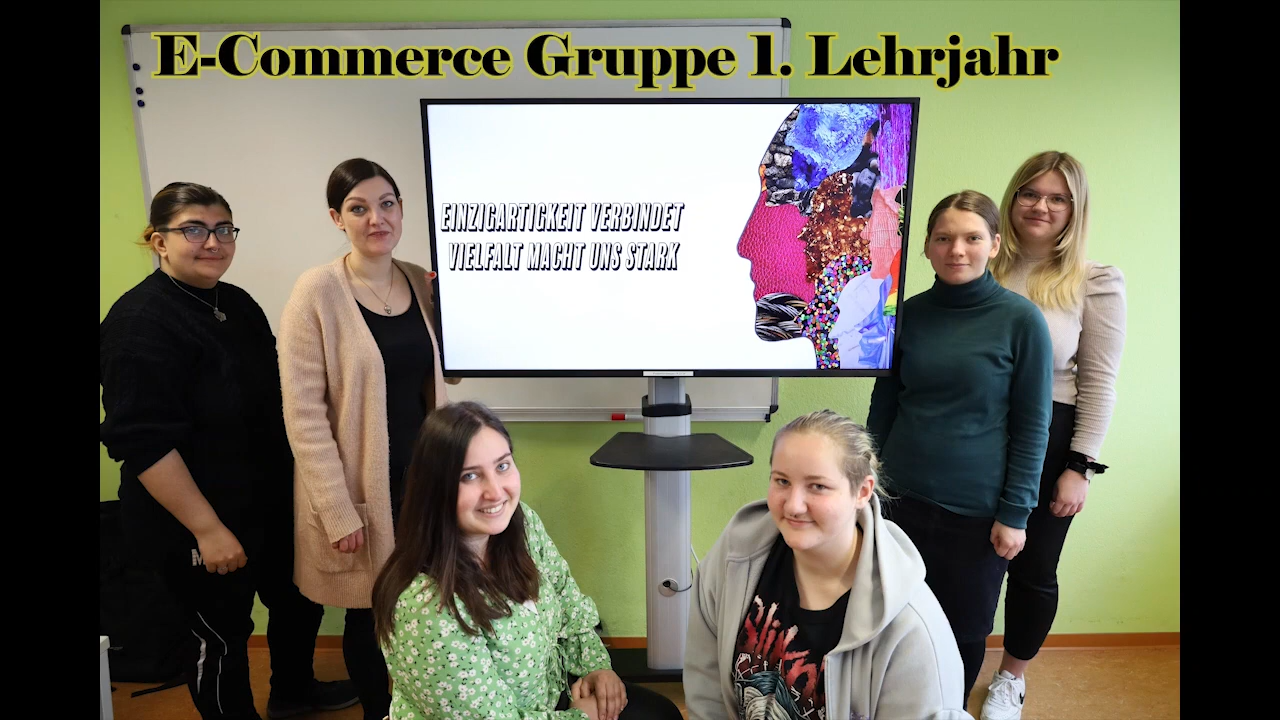 E-Commerce Gruppe 1. Lehrjahr
EINZIGARTIGKEIT VERBINDET
VIELFALT MACHT UNS STARK